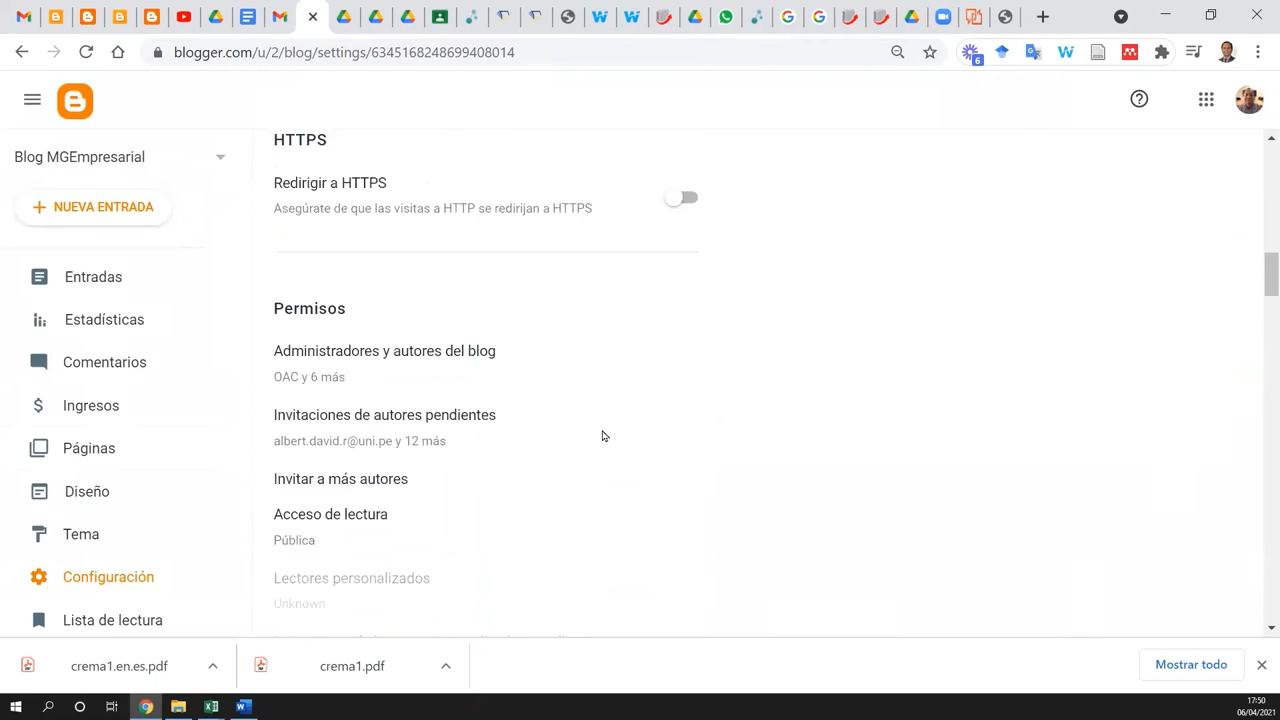 blogger.com/u/2/blog/settings/6345168248699408014
6
Blog MGEmpresarial
NUEVA ENTRADA
Entradas
Estadísticas
Comentarios
Ingresos
Páginas
Diseño
Tema
Configuración
Lista de lectura
HTTPS
Redirigir a HTTPS
Asegúrate de que las visitas a HTTP se redirijan a HTTPS
Permisos
Administradores y autores del blog
OAC y 6 más
Invitaciones de autores pendientes
albert.david.r@uni.pe y 12 más
Invitar a más autores
Acceso de lectura
Pública
Lectores personalizados
Unknown
crema1.en.es.pdf
crema1.pdf
Mostrar todo
17:50
06/04/2021